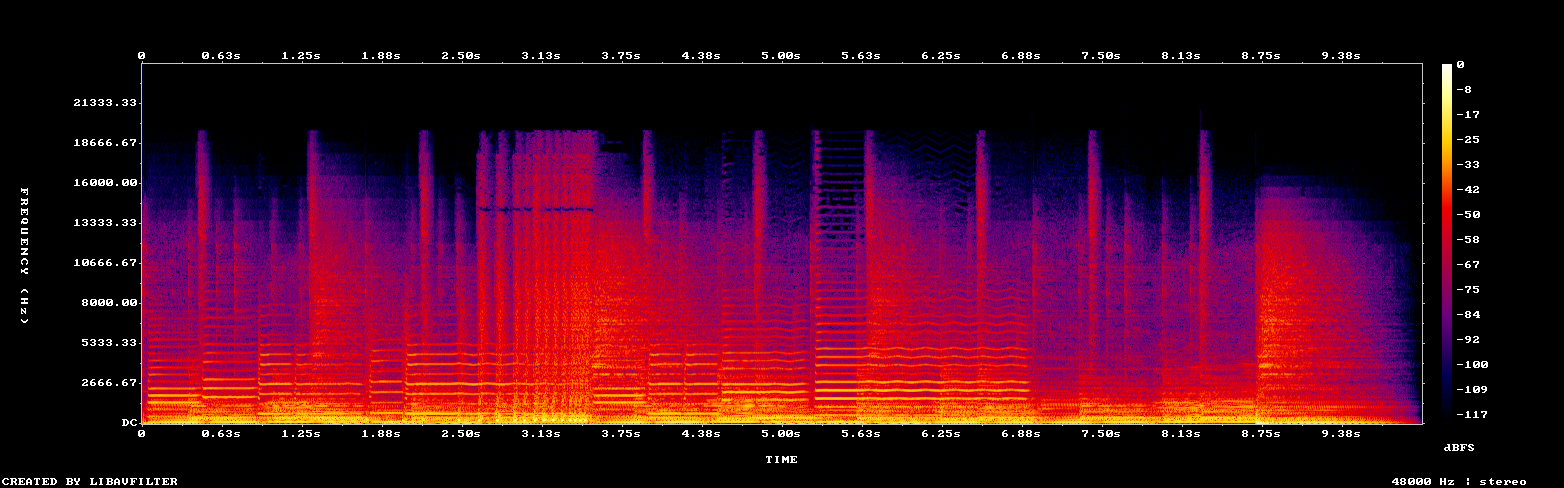 0 0.63s 1.25s 1.88s 2.50s 3.13s 3.75s 4.38s 5.00s 5.63s 6.25s 6.88s 7.50s 8.13s 8.75s 9.38s
21333.33
18666.67
16000.00
13333.33
10666.67
8000.00
5333.33
2666.67
DC
FREQUENCY (Hz)
0
-8
-17
-25
-33
-42
-50
-58
-67
-75
-84
-92
-100
-109
-117
dBFS
0 0.63s 1.25s 1.88s 2.50s 3.13s 3.75s 4.38s 5.00s 5.63s 6.25s 6.88s 7.50s 8.13s 8.75s 9.38s
TIME
CREATED BY LIBAVFILTER
48000 Hz | stereo